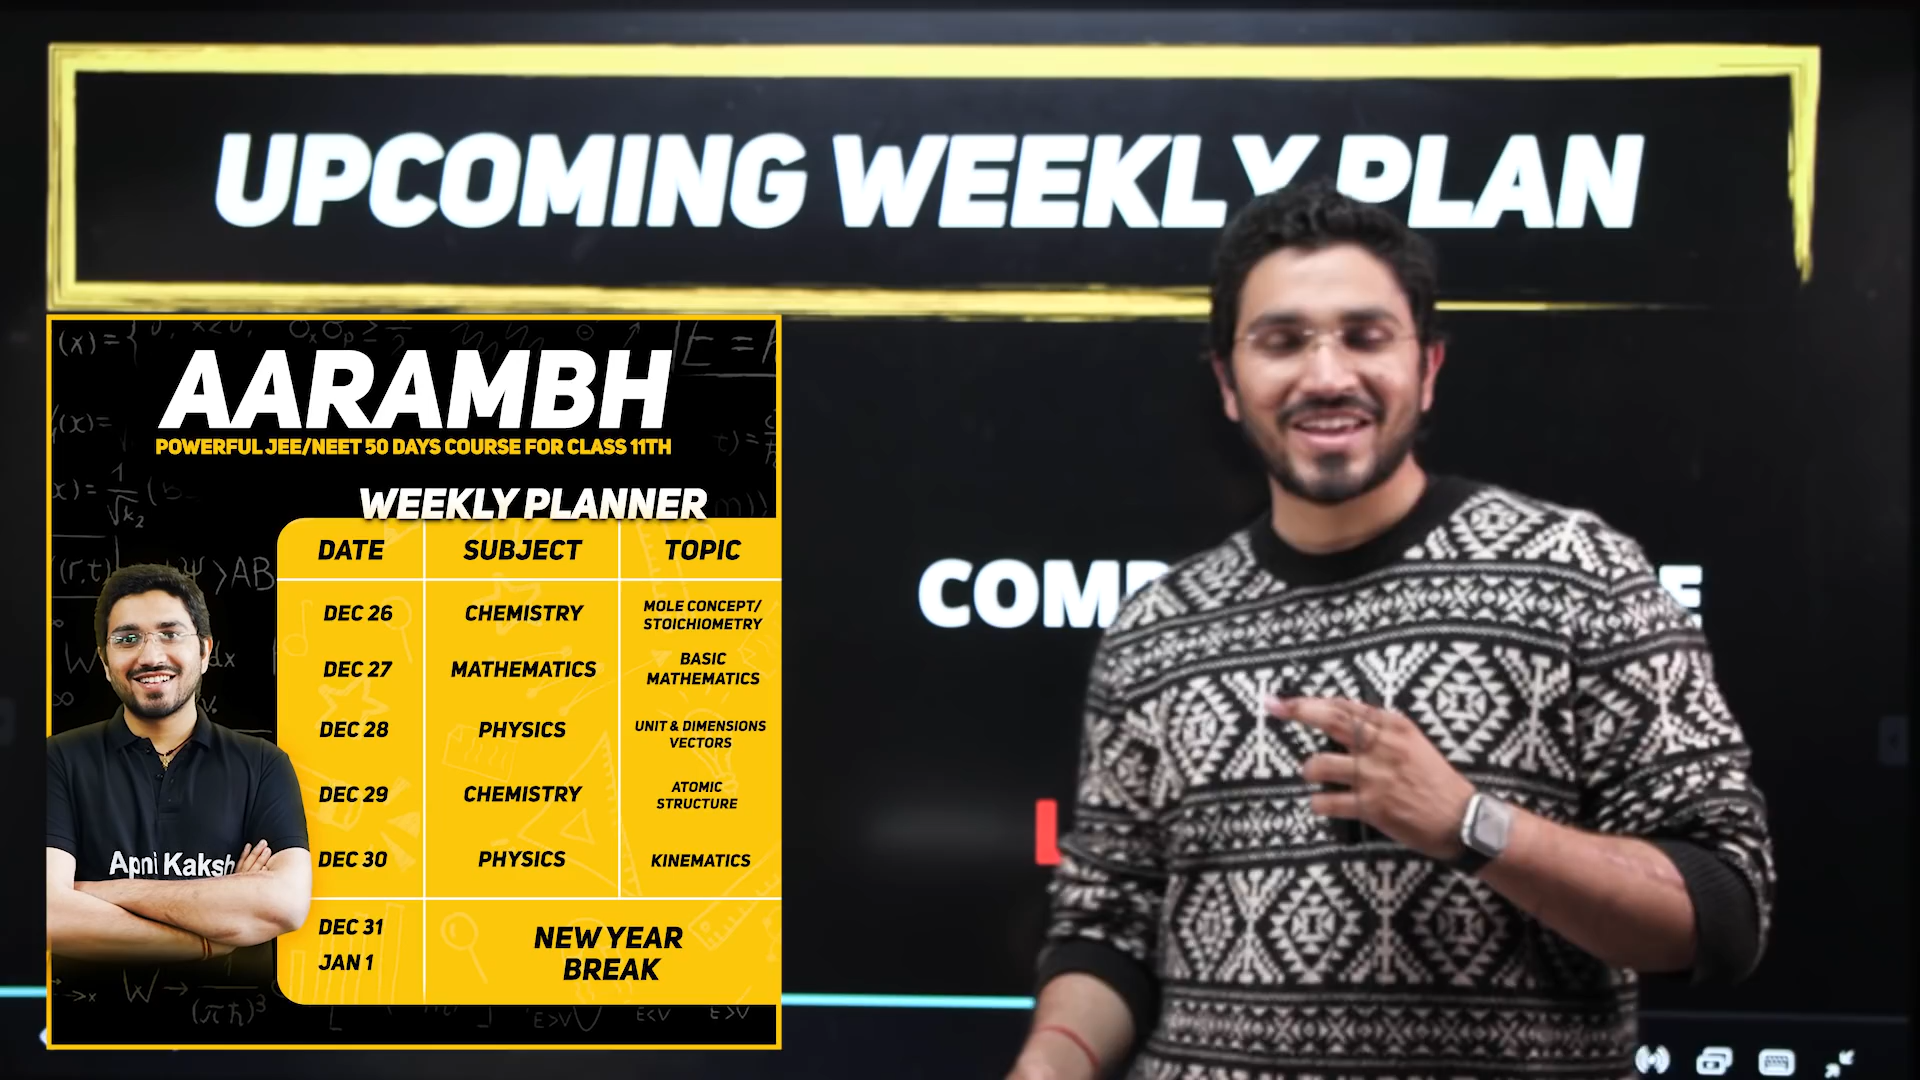 UPCOMING WEEKLY PLAN
AARAMBH
POWERFUL JEE/NEET 50 DAYS COURSE FOR CLASS 11TH
WEEKLY PLANNER
DATE SUBJECT TOPIC
DEC 26 CHEMISTRY MOLE CONCEPT/
STOICHIOMETRY
DEC 27 MATHEMATICS BASIC
MATHEMATICS
DEC 28 PHYSICS UNIT & DIMENSIONS
VECTORS
DEC 29 CHEMISTRY ATOMIC
STRUCTURE
DEC 30 PHYSICS KINEMATICS
DEC 31
JAN 1
NEW YEAR
BREAK
Apni Kaksh